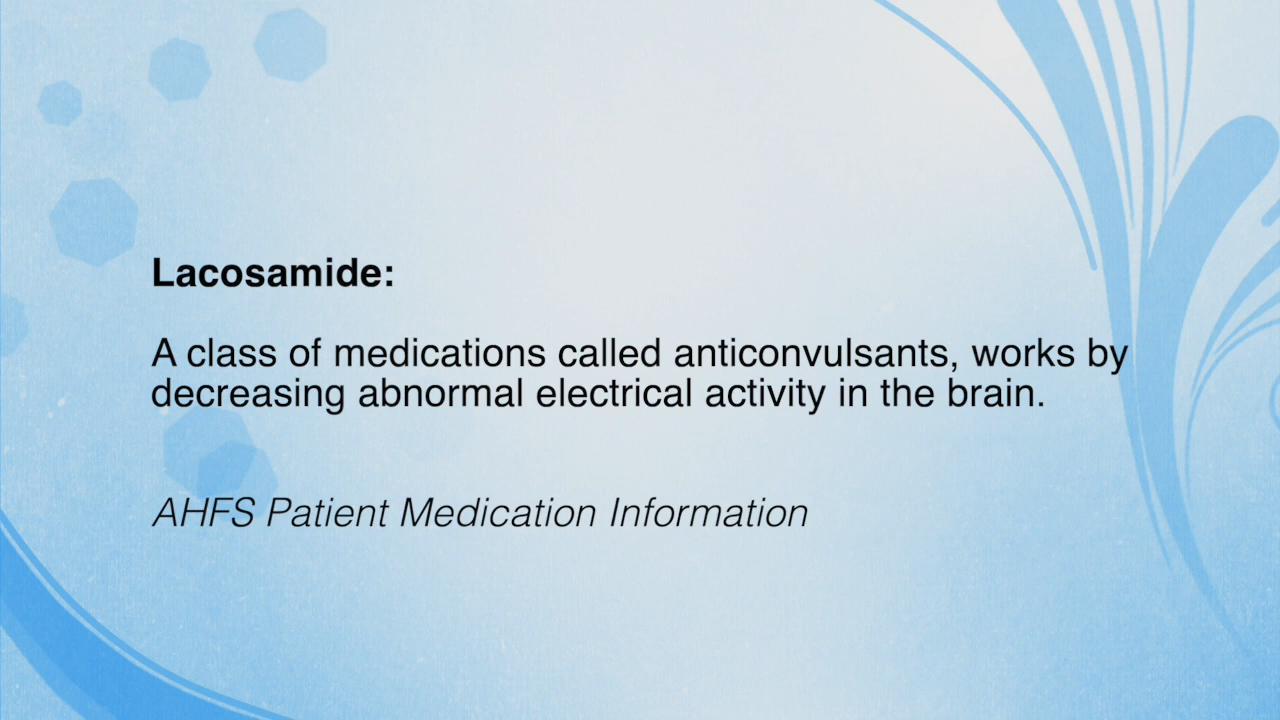 Lacosamide:
A class of medications called anticonvulsants, works by
decreasing abnormal electrical activity in the brain.
AHFS Patient Medication Information